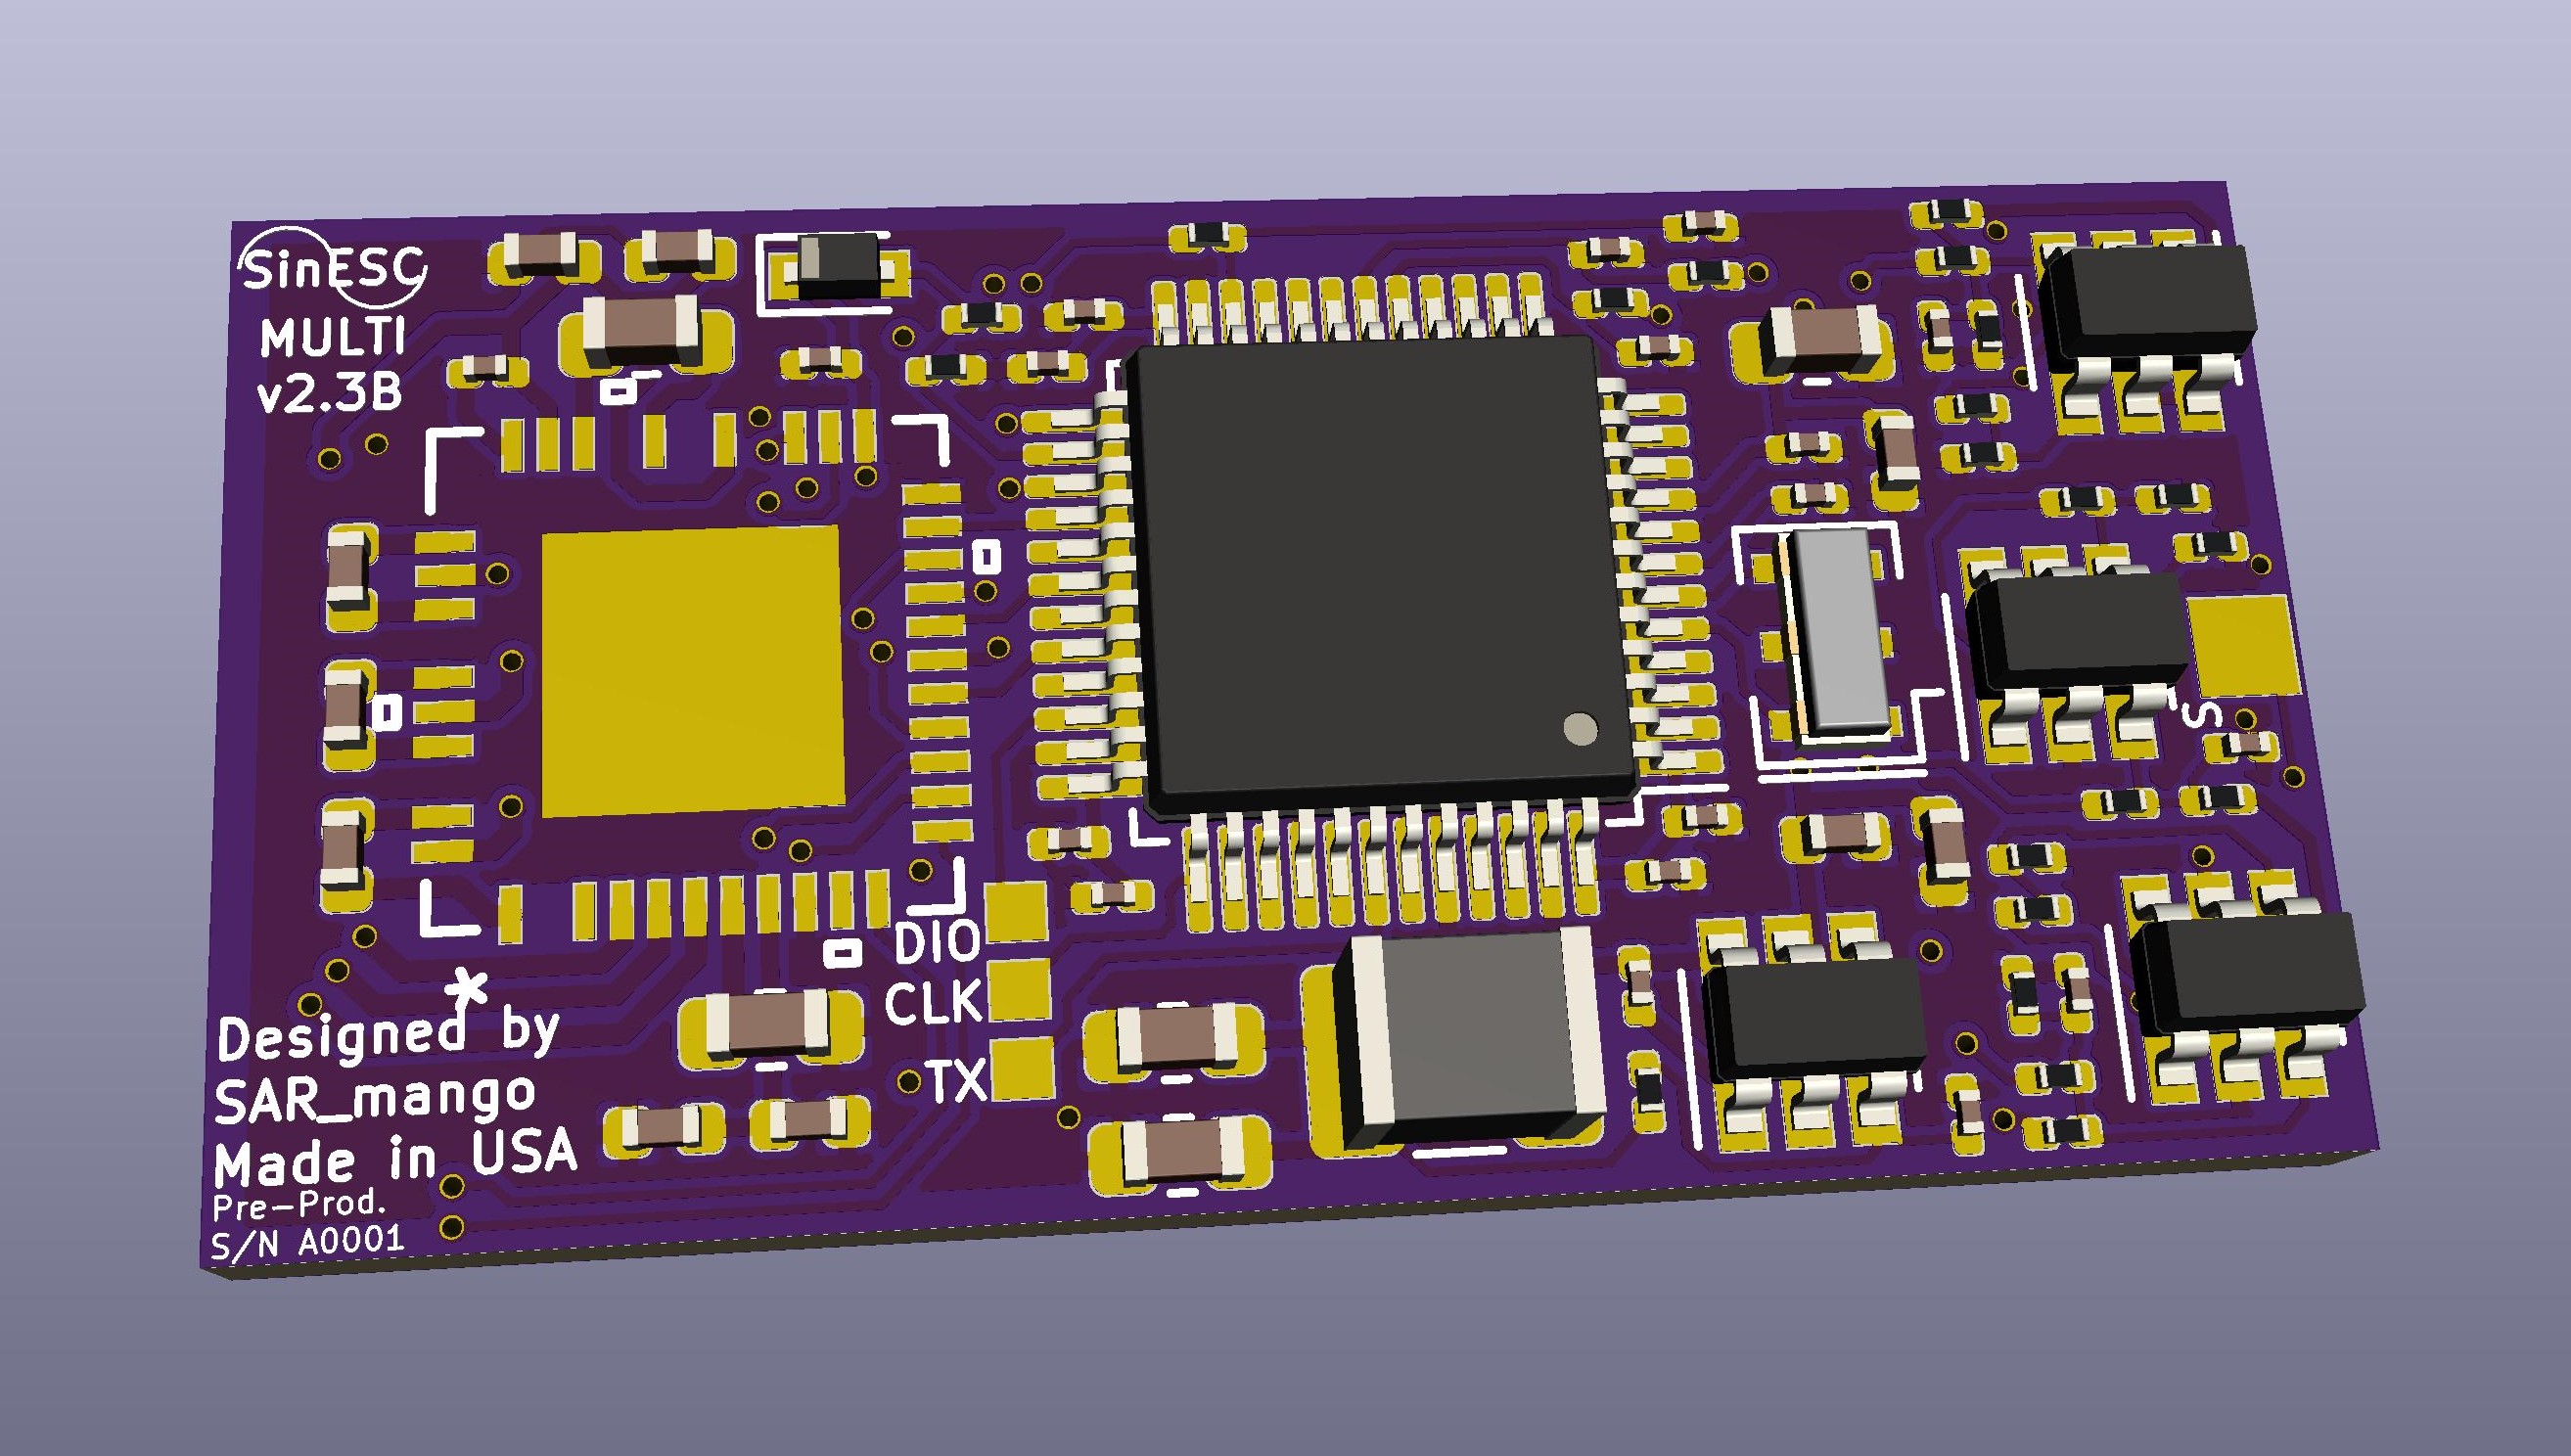 SinESC
MULTI
v2.3B
S
DIO
CLK
TX
*
Designed by
SAR_mango
Made in USA
Pre-Prod.
S/N A0001